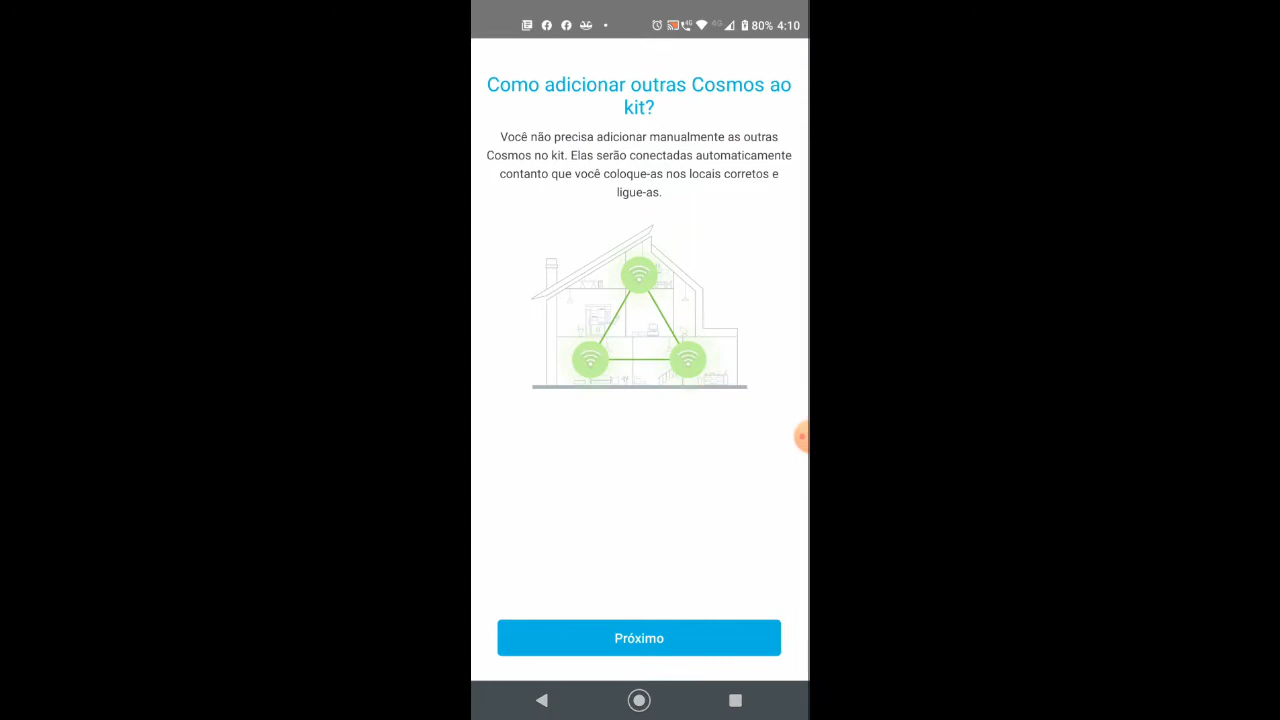 80% 4:10
Como adicionar outras Cosmos ao
kit?
Você não precisa adicionar manualmente as outras
Cosmos no kit. Elas serão conectadas automaticamente
contanto que você coloque-as nos locais corretos e
ligue-as.
Próximo